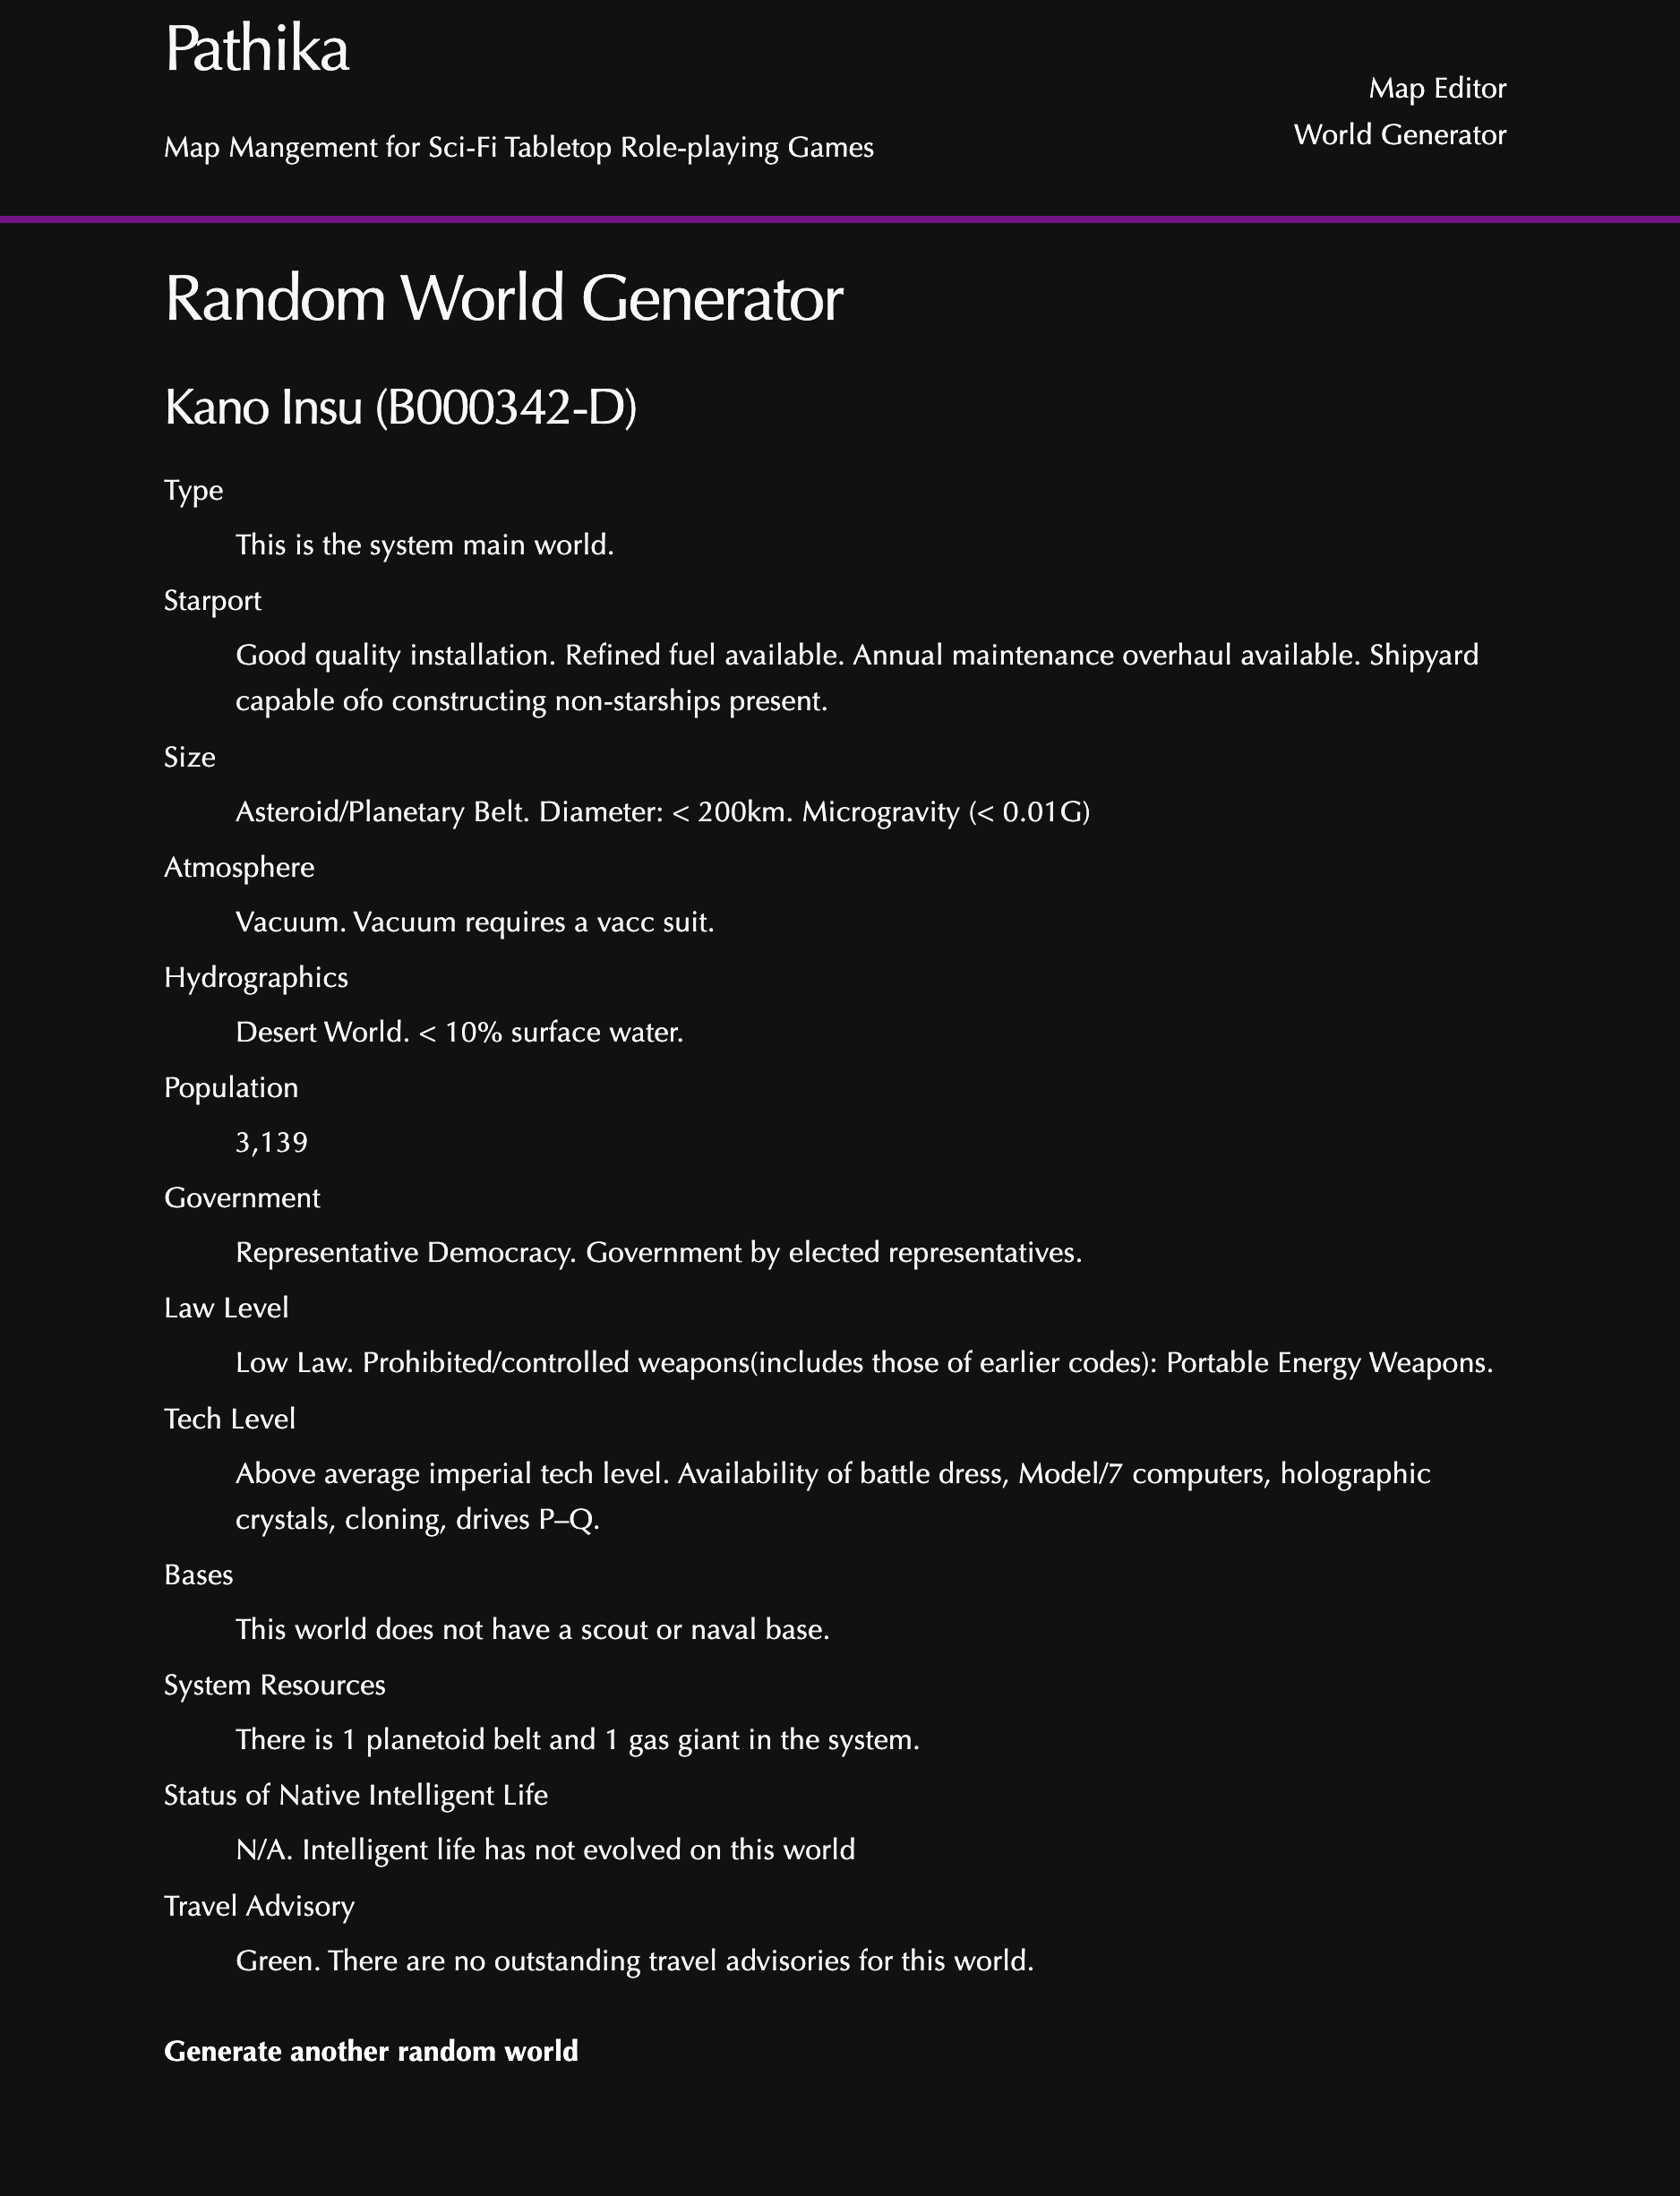 Pathika
Map Mangement for Sci-Fi Tabletop Role-playing Games
Map Editor
World Generator
Random World Generator
Kano Insu (B000342-D)
Type
This is the system main world.
Starport
Good quality installation. Refined fuel available. Annual maintenance overhaul available. Shipyard
capable ofo constructing non-starships present.
Size
Asteroid/Planetary Belt. Diameter: < 200km. Microgravity (< 0.01G)
Atmosphere
Vacuum. Vacuum requires a vacc suit.
Hydrographics
Desert World. < 10% surface water.
Population
3,139
Government
Representative Democracy. Government by elected representatives.
Law Level
Low Law. Prohibited/controlled weapons(includes those of earlier codes): Portable Energy Weapons.
Tech Level
Above average imperial tech level. Availability of battle dress, Model/7 computers, holographic
crystals, cloning, drives P–Q.
Bases
This world does not have a scout or naval base.
System Resources
There is 1 planetoid belt and 1 gas giant in the system.
Status of Native Intelligent Life
N/A. Intelligent life has not evolved on this world
Travel Advisory
Green. There are no outstanding travel advisories for this world.
Generate another random world